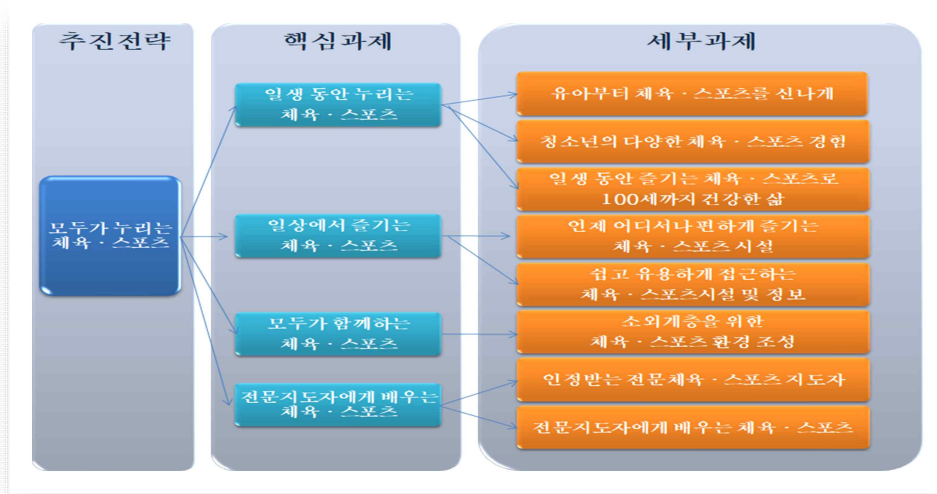 추진전략
핵심과제
세부과제
모두가 누리는
체육 · 스포츠
일생 동안 누리는
체육 · 스포츠
일상에서 즐기는
체육 · 스포츠
모두가 함께하는
체육 · 스포츠
전문지도자에게 배우는
체육 · 스포츠
유아부터 체육 · 스포츠를 신나게
청소년의 다양한 체육 · 스포츠 경험
일생 동안 즐기는 체육 · 스포츠로
100세까지 건강한 삶
언제 어디서나 편하게 즐기는
체육 · 스포츠 시설
쉽고 유용하게 접근하는
체육 · 스포츠시설 및 정보
소외계층을 위한
체육 · 스포츠 환경 조성
인정받는 전문체육 · 스포츠 지도자
전문지도자에게 배우는 체육 · 스포츠